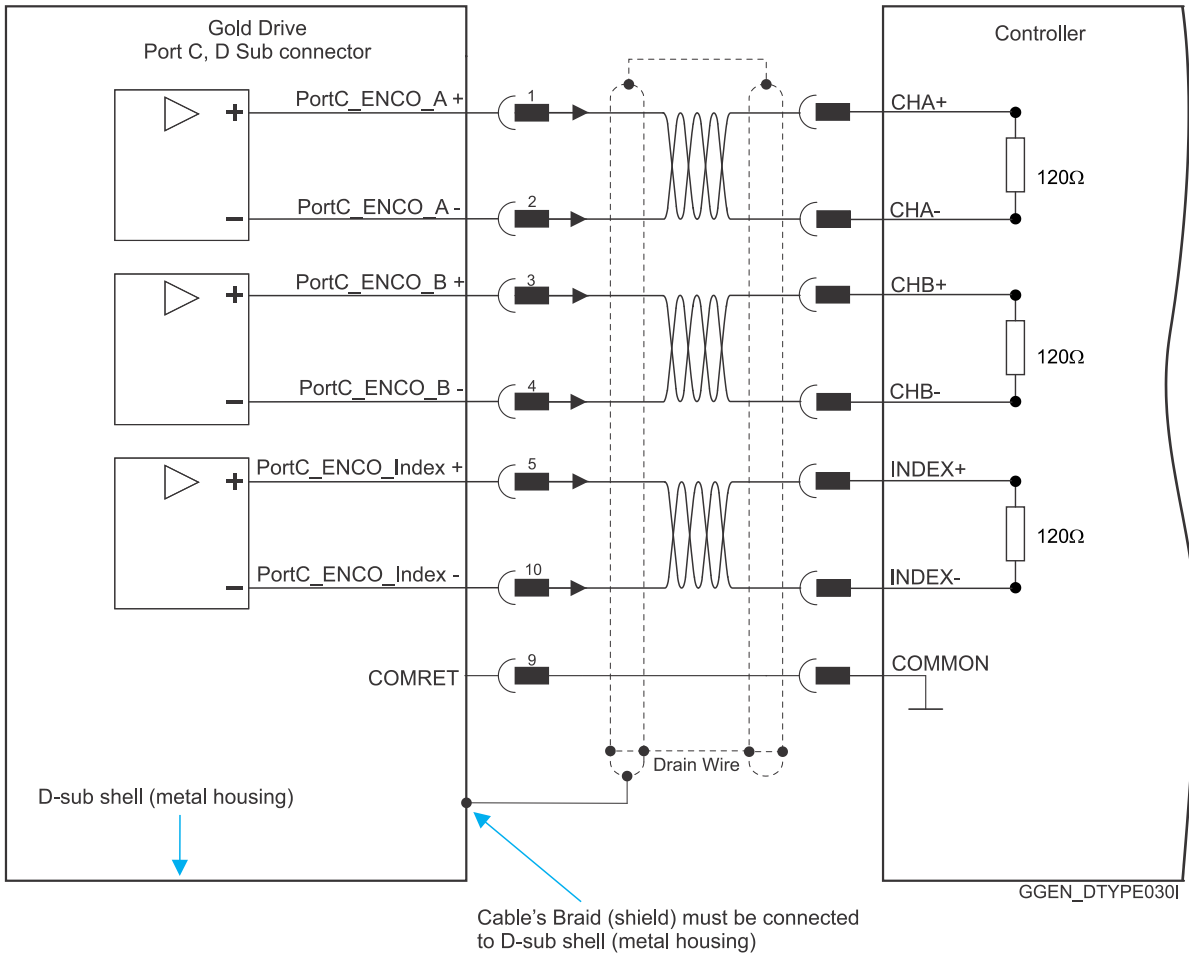 Gold Drive
Port C, D Sub connector
Controller
PortC_ENCO_A +
1
CHA+
+
120Ω
PortC_ENCO_A -
2
CHA-
−
PortC_ENCO_B +
3
CHB+
+
120Ω
PortC_ENCO_B -
4
CHB-
−
PortC_ENCO_Index +
5
INDEX+
+
120Ω
PortC_ENCO_Index -
10
INDEX-
−
COMRET
9
COMMON
Drain Wire
D-sub shell (metal housing)
GGEN_DTYPE030I
Cable's Braid (shield) must be connected
to D-sub shell (metal housing)